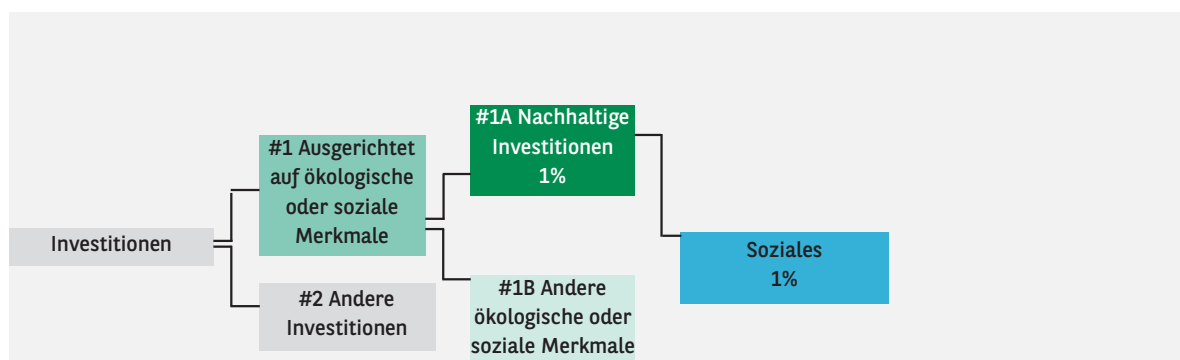 Investitionen
#1 Ausgerichtet
auf ökologische
oder soziale
Merkmale
#2 Andere
Investitionen
#1A Nachhaltige
Investitionen
1%
#1B Andere
ökologische oder
soziale Merkmale
Soziales
1%